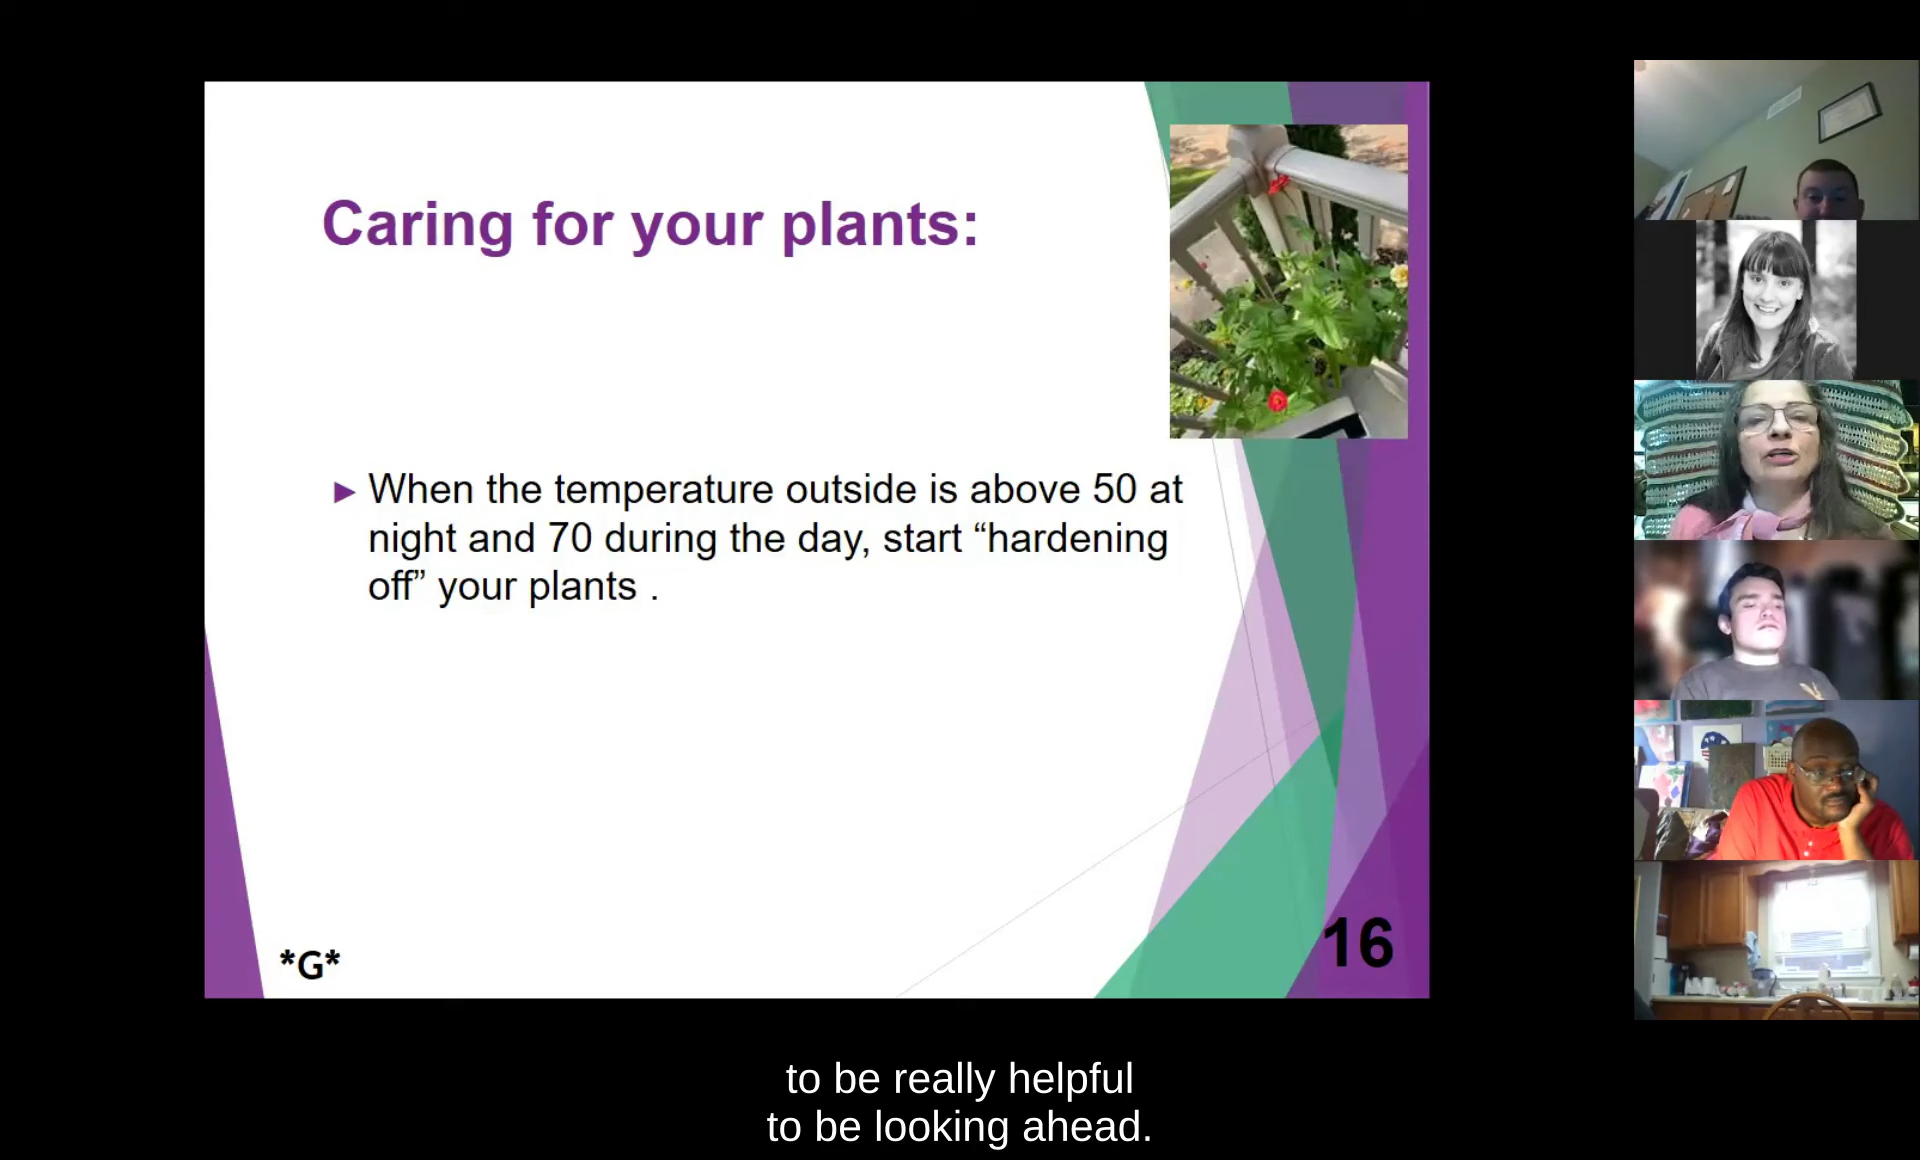 Caring for your plants:
► When the temperature outside is above 50 at
night and 70 during the day, start “hardening
off” your plants .
*G*
16
to be really helpful
to be looking ahead.